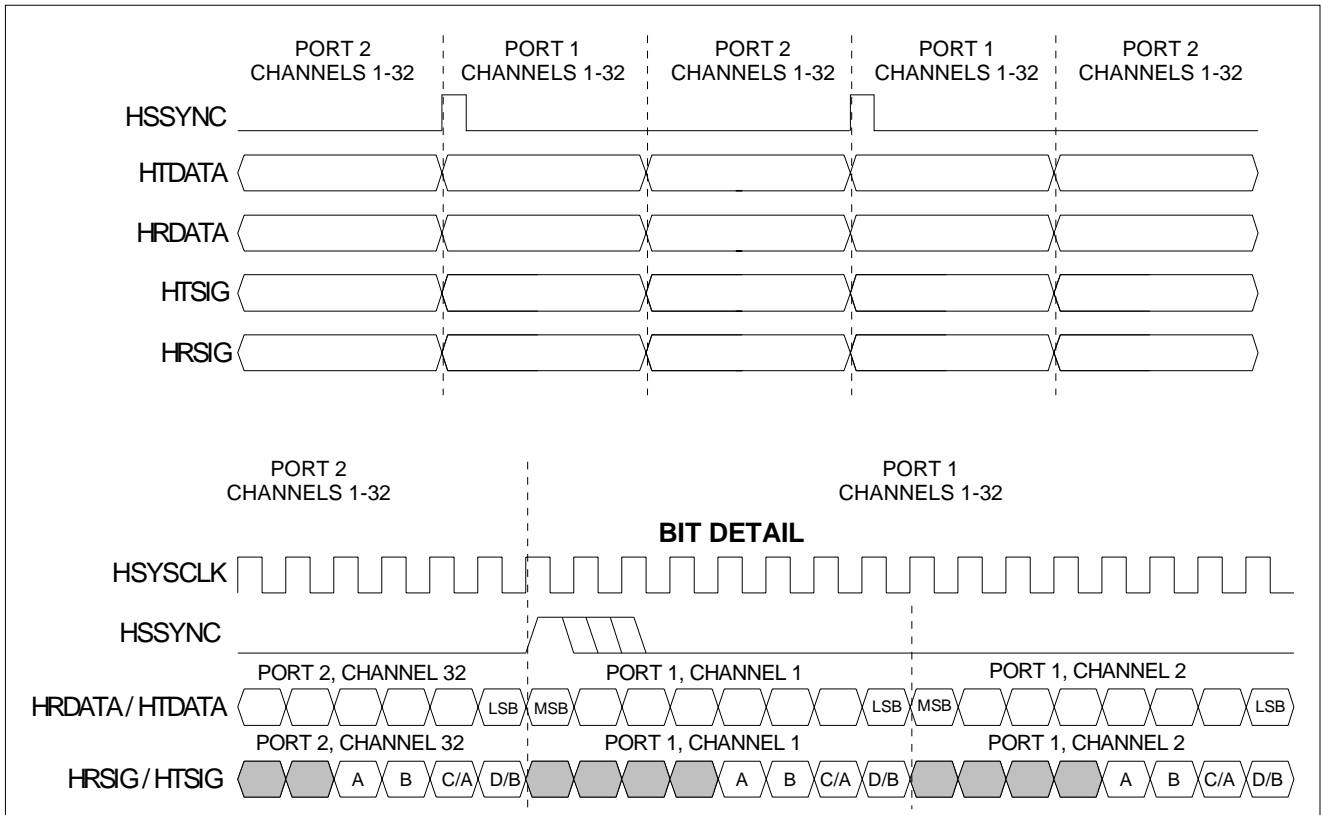 PORT 2 PORT 1 PORT 2 PORT 1 PORT 2
CHANNELS 1-32 CHANNELS 1-32 CHANNELS 1-32 CHANNELS 1-32 CHANNELS 1-32
HSSYNC
HTDATA
HRDATA
HTSIG
HRSIG
PORT 2 PORT 1
CHANNELS 1-32 CHANNELS 1-32
BIT DETAIL
HSYSCLK
HSSYNC
PORT 2, CHANNEL 32 PORT 1, CHANNEL 1 PORT 1, CHANNEL 2
HRDATA / HTDATA LSB MSB LSB MSB LSB
PORT 2, CHANNEL 32 PORT 1, CHANNEL 1 PORT 1, CHANNEL 2
HRSIG / HTSIG A B C/A D/B A B C/A D/B A B C/A D/B